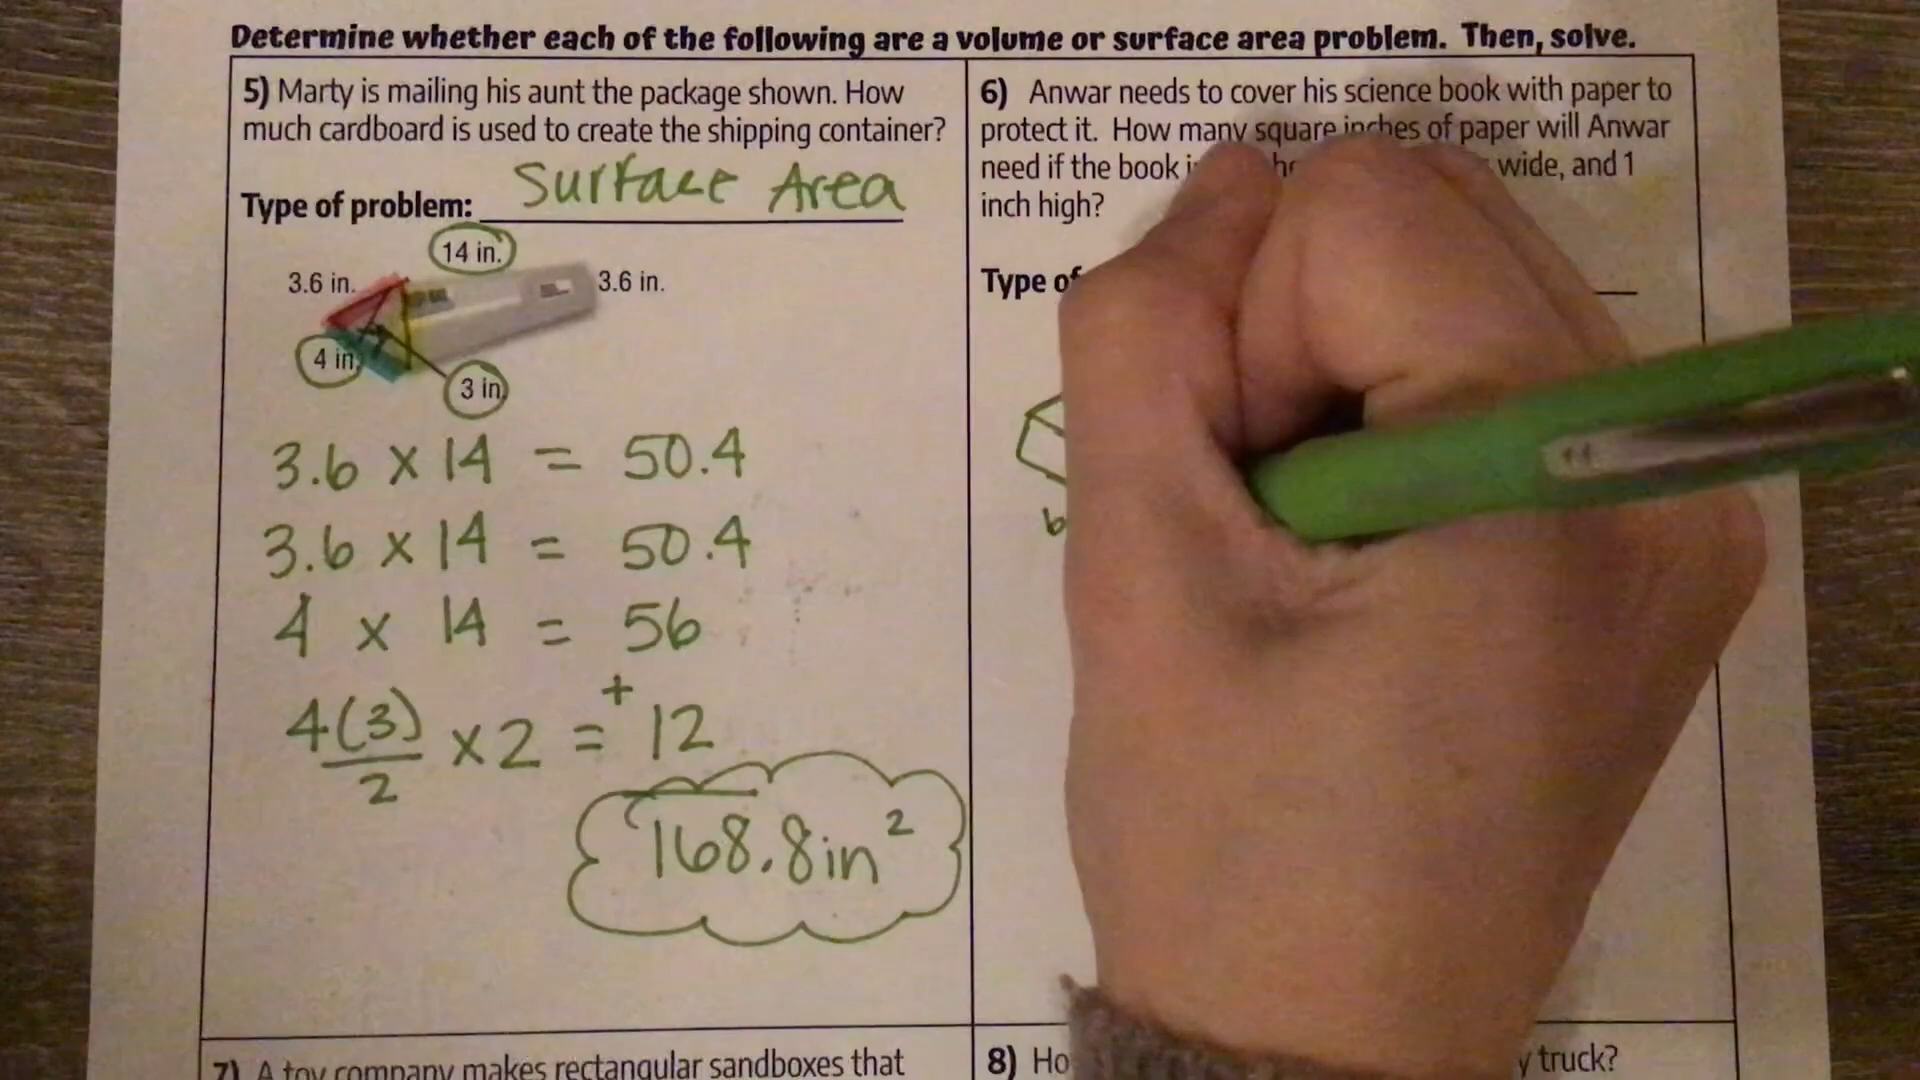 Determine whether each of the following are a volume or surface area problem. Then, solve.
5) Marty is mailing his aunt the package shown. How
much cardboard is used to create the shipping container?
Type of problem: Surface Area
14 in.
3.6 in.
3.6 in.
4 in.
3 in.
3.6 x 14 = 50.4
3.6 x 14 = 50.4
4 x 14 = 56
+
4(3)/2 x 2 = 12
168.8 in²
6) Anwar needs to cover his science book with paper to
protect it. How many square inches of paper will Anwar
need if the book wide, and 1
inch high?
Type of
7) A toy company makes rectangular sandboxes that
8) truck?